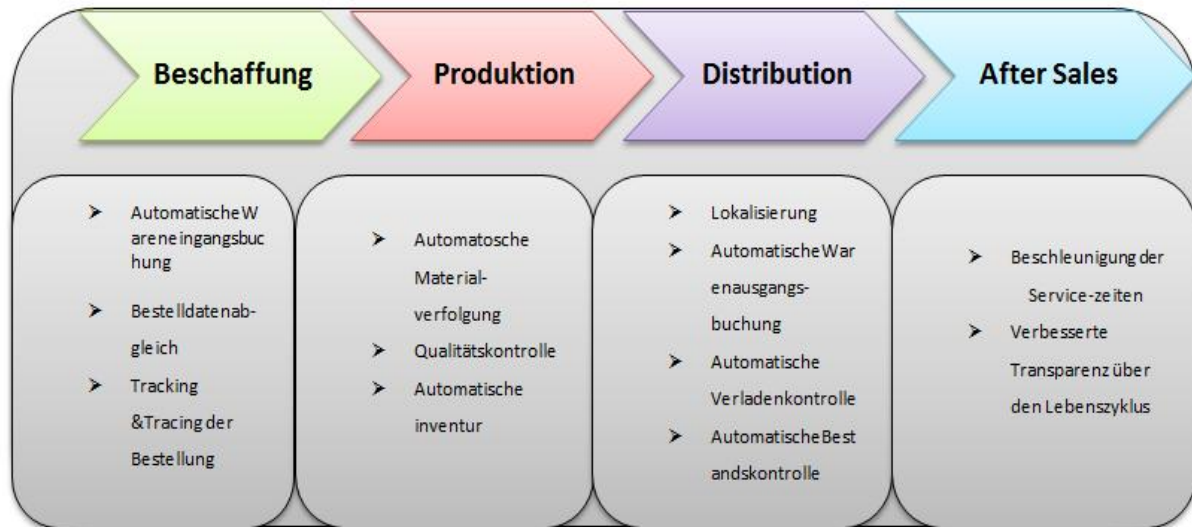 Beschaffung
Produktion
Distribution
After Sales
➢ AutomatischeW
areneingangsbuc
hung
➢ Bestelldatenab-
gleich
➢ Tracking
&Tracing der
Bestellung
➢ Automatosche
Material-
verfolgung
➢ Qualitätskontrolle
➢ Automatische
inventur
➢ Lokalisierung
➢ AutomatischeWar
enausgangs-
buchung
➢ Automatische
Verladenkontrolle
➢ AutomatischeBest
andskontrolle
➢ Beschleunigung der
Service-zeiten
➢ Verbesserte
Transparenz über
den Lebenszyklus